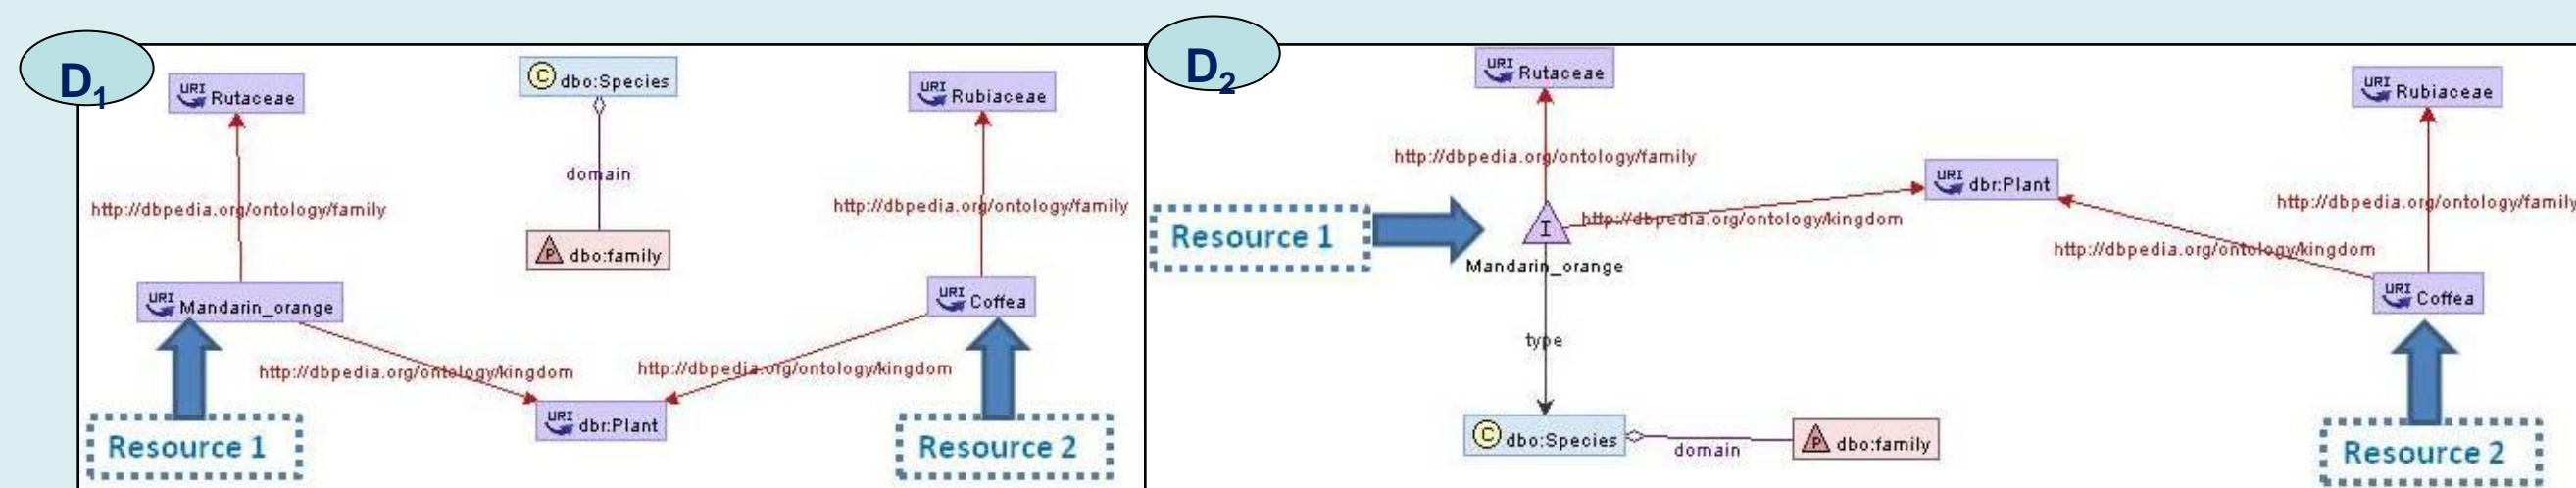 D1
URI Rutaceae
C dbo:Species
URI Rubiaceae
domain
http://dbpedia.org/ontology/family
http://dbpedia.org/ontology/family
P dbo:family
URI Mandarin_orange
URI Coffea
http://dbpedia.org/ontology/kingdom
http://dbpedia.org/ontology/kingdom
URI dbr:Plant
Resource 1
Resource 2
D2
URI Rutaceae
URI Rubiaceae
http://dbpedia.org/ontology/family
URI dbr:Plant
http://dbpedia.org/ontology/family
Resource 1
I
http://dbpedia.org/ontology/kingdom
http://dbpedia.org/ontology/kingdom
Mandarin_orange
URI Coffea
type
C dbo:Species
domain
P dbo:family
Resource 2